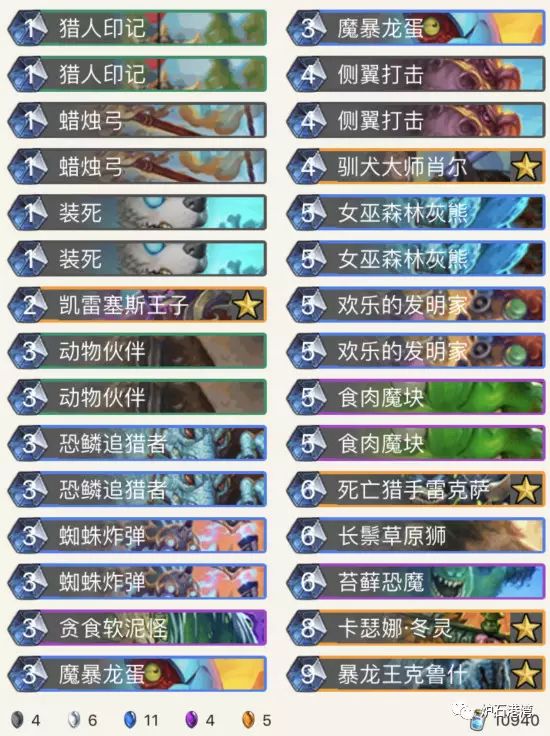 1 猎人印记
1 猎人印记
1 蜡烛弓
1 蜡烛弓
1 装死
1 装死
2 凯雷塞斯王子
3 动物伙伴
3 动物伙伴
3 恐鳞追猎者
3 恐鳞追猎者
3 蜘蛛炸弹
3 蜘蛛炸弹
3 贪食软泥怪
3 魔暴龙蛋
3 魔暴龙蛋
4 侧翼打击
4 侧翼打击
4 驯犬大师肖尔
5 女巫森林灰熊
5 女巫森林灰熊
5 欢乐的发明家
5 欢乐的发明家
5 食肉魔块
5 食肉魔块
6 死亡猎手雷克萨
6 长鬃草原狮
6 苔藓恐魔
8 卡瑟娜·冬灵
9 暴龙王克鲁什
4 6 11 4 5
炉石港湾
10940